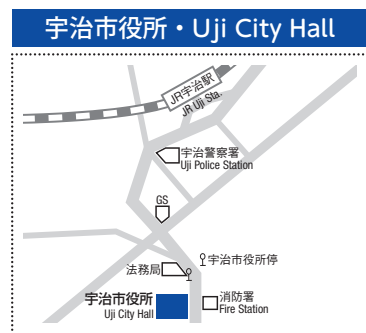 宇治市役所・Uji City Hall
JR宇治駅
JR Uji Sta.
宇治警察署
Uji Police Station
GS
宇治市役所停
法務局
宇治市役所
Uji City Hall
消防署
Fire Station